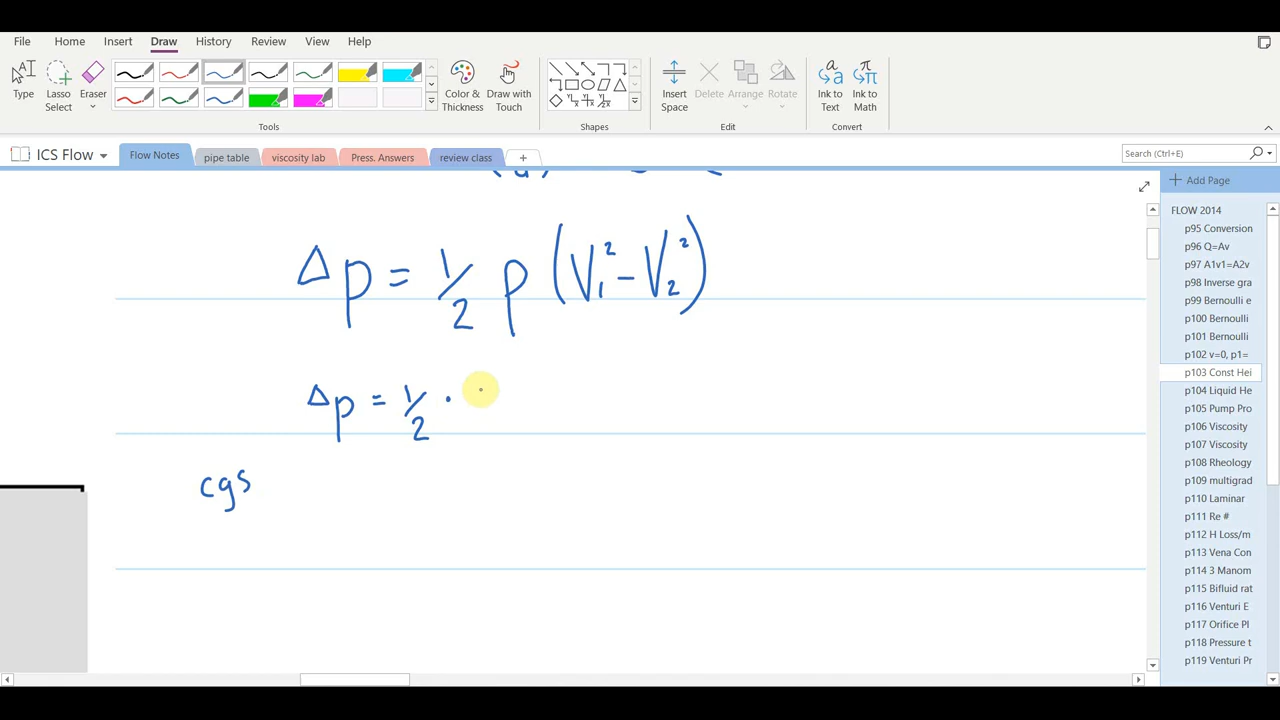 File Home Insert Draw History Review View Help
Type
Lasso Select
Eraser
Color & Thickness
Draw with Touch
Insert Space
Delete
Arrange
Rotate
Ink to Text
Ink to Math
Tools
Shapes
Edit
Convert
ICS Flow
Flow Notes
pipe table
viscosity lab
Press. Answers
review class
+
Search (Ctrl+E)
Add Page
FLOW 2014
p95 Conversion
p96 Q=Av
p97 A1v1=A2v
p98 Inverse gra
p99 Bernoulli e
p100 Bernoulli
p101 Bernoulli
p102 v=0, p1=
p103 Const Hei
p104 Liquid He
p105 Pump Pro
p106 Viscosity
p107 Viscosity
p108 Rheology
p109 multigrad
p110 Laminar
p111 Re #
p112 H Loss/m
p113 Vena Con
p114 3 Manom
p115 Bifluid rat
p116 Venturi E
p117 Orifice Pl
p118 Pressure t
p119 Venturi Pr
Δp = 1/2 p (V₁² - V₂²)
Δp = 1/2 ·
cgs